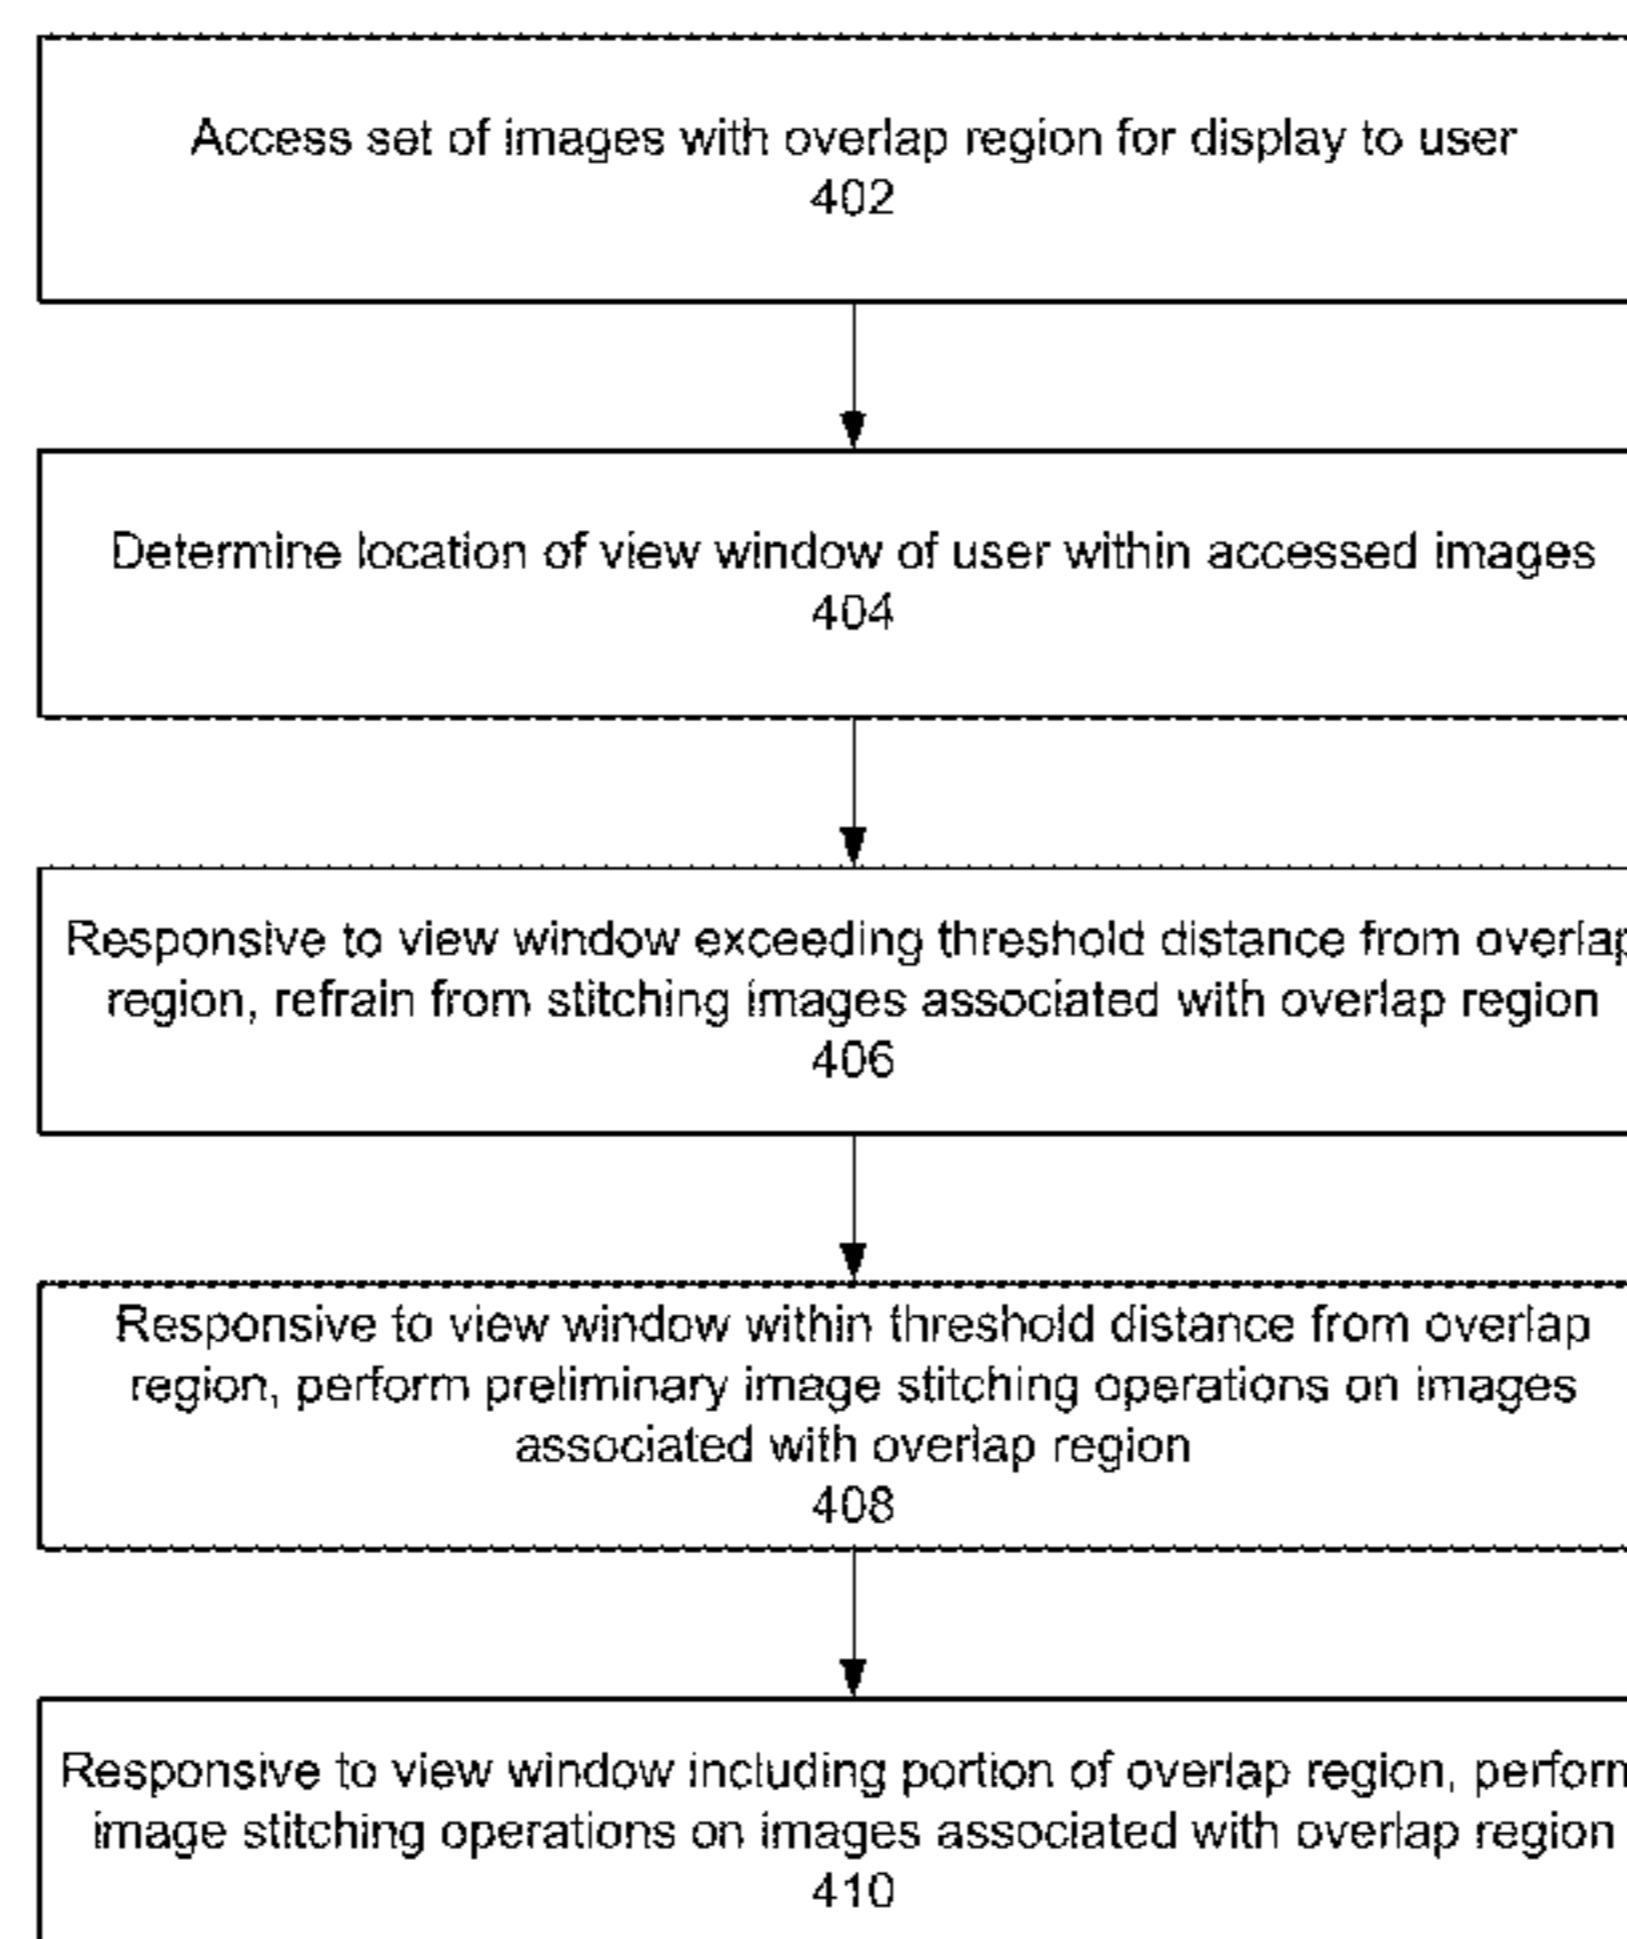 Access set of images with overlap region for display to user
402
Determine location of view window of user within accessed images
404
Responsive to view window exceeding threshold distance from overlap
region, refrain from stitching images associated with overlap region
406
Responsive to view window within threshold distance from overlap
region, perform preliminary image stitching operations on images
associated with overlap region
408
Responsive to view window including portion of overlap region, perform
image stitching operations on images associated with overlap region
410